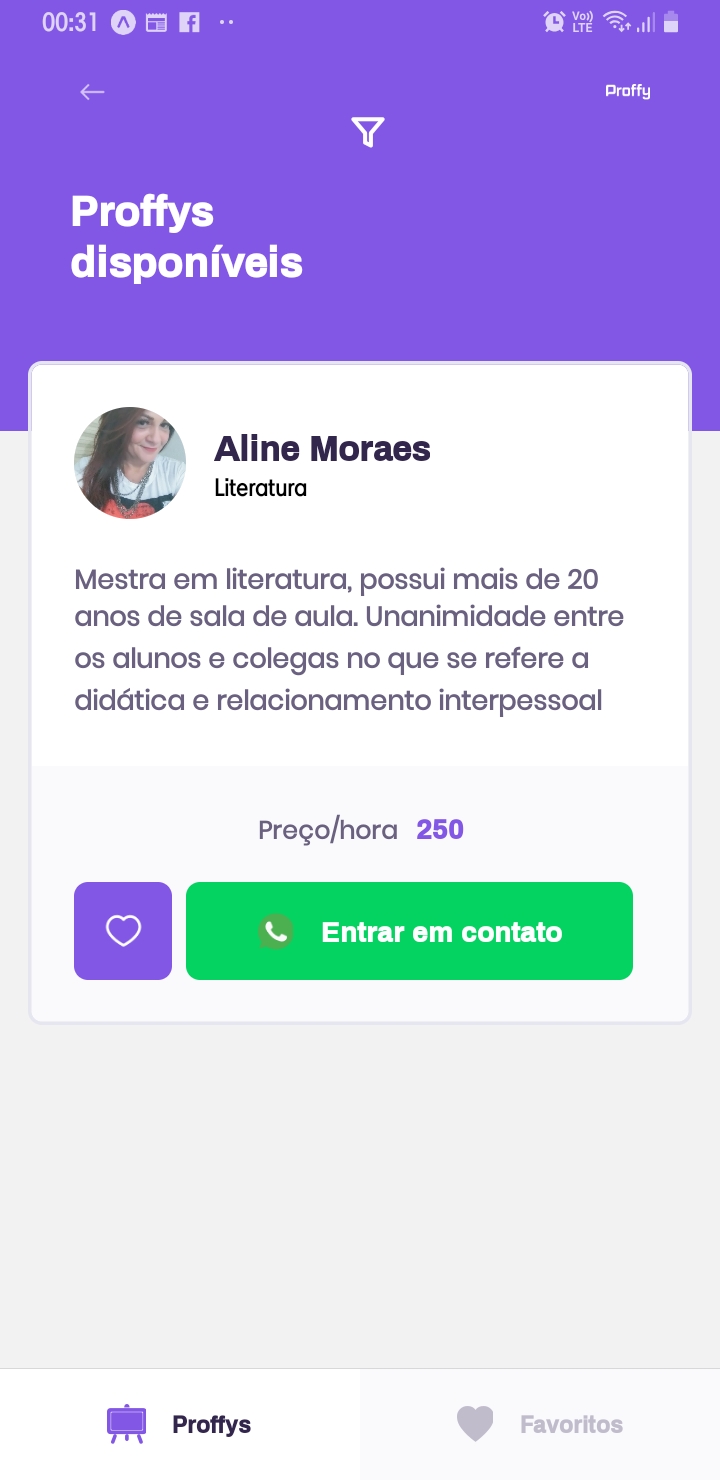 00:31
Vo))
LTE
Proffy
Proffys
disponíveis
Aline Moraes
Literatura
Mestra em literatura, possui mais de 20
anos de sala de aula. Unanimidade entre
os alunos e colegas no que se refere a
didática e relacionamento interpessoal
Preço/hora 250
Entrar em contato
Proffys
Favoritos